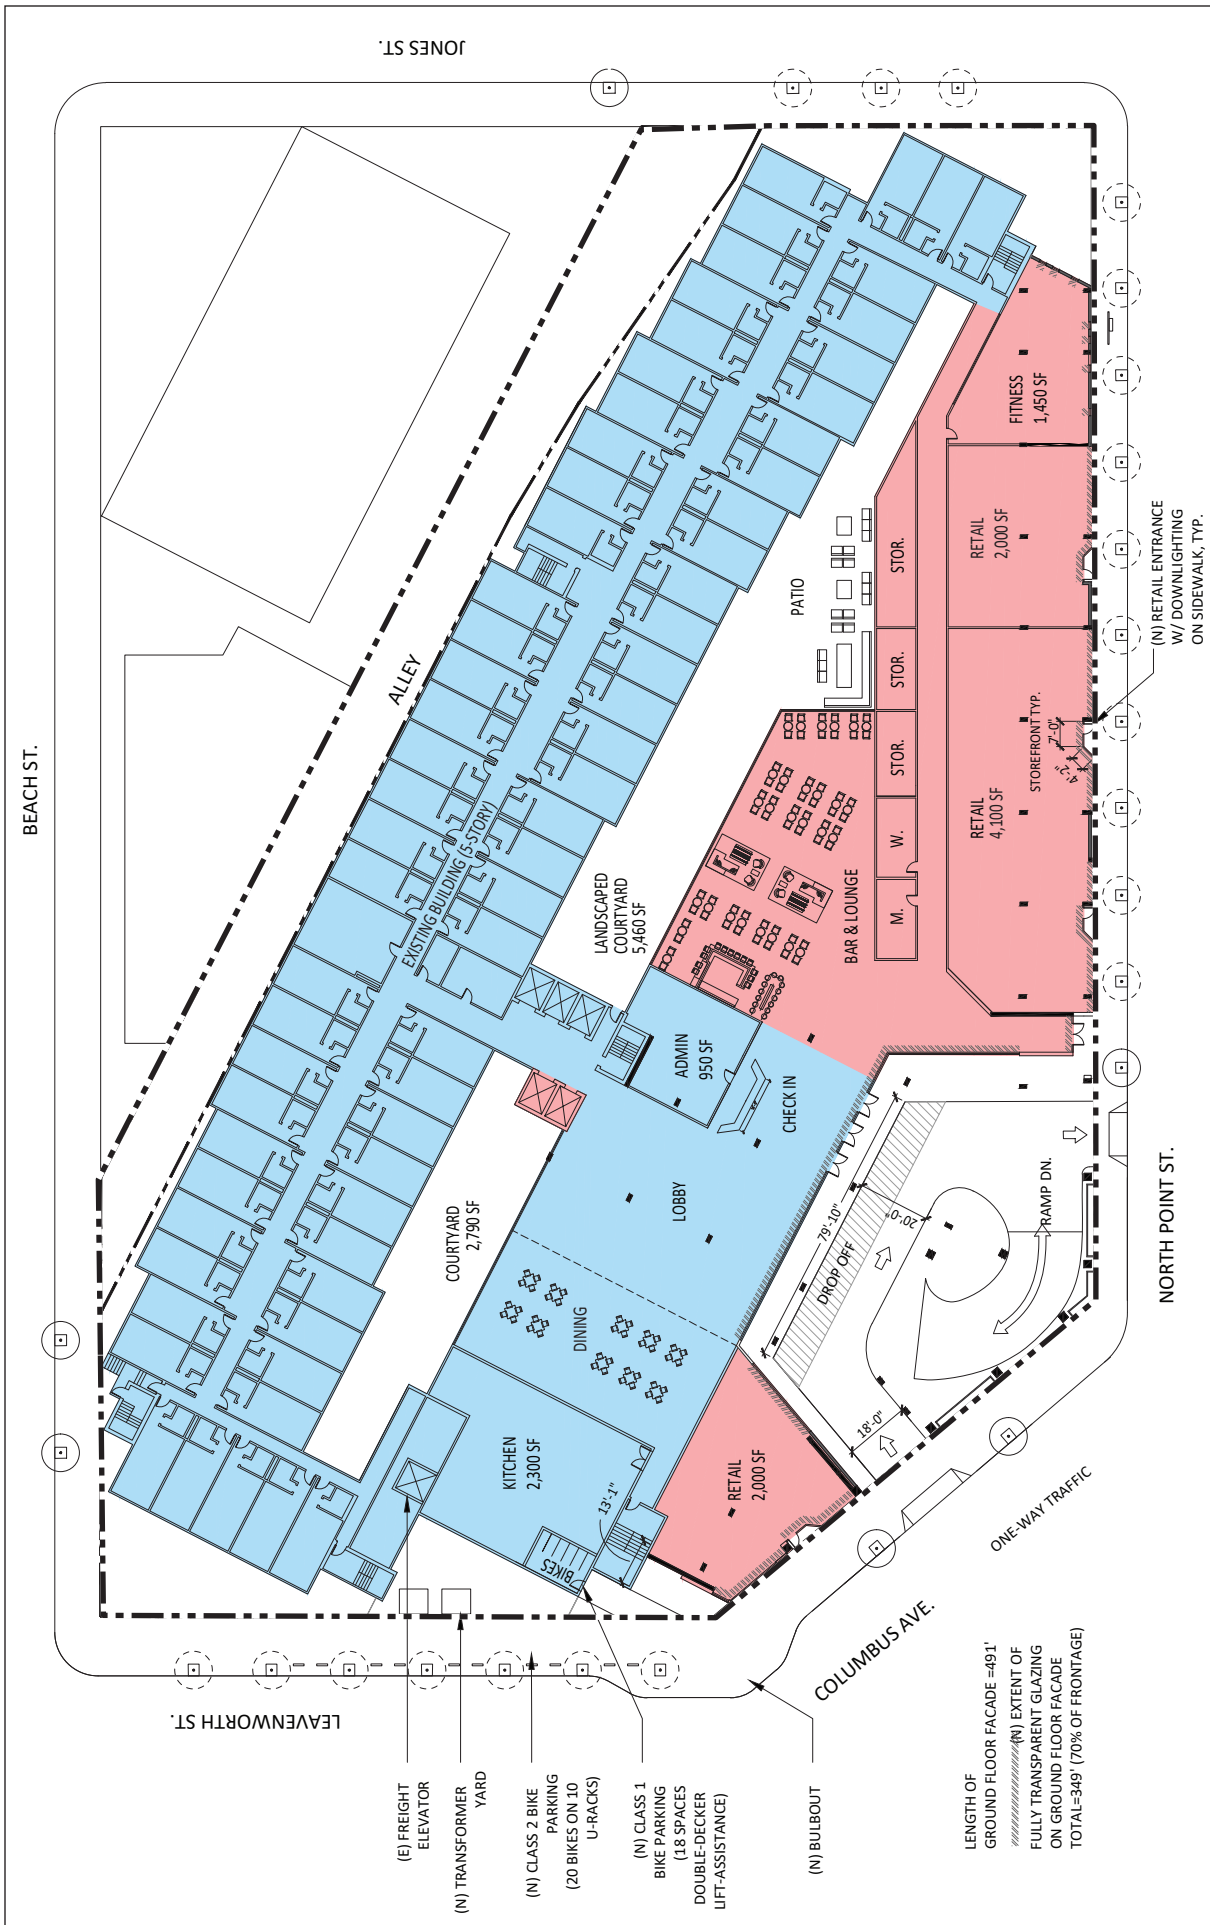 JONES ST.
BEACH ST.
ALLEY
EXISTING BUILDING (5-STORY)
FITNESS
1,450 SF
RETAIL
2,000 SF
STOR.
PATIO
STOR.
STOREFRONT TYP.
7'-0"
4'-2"
(N) RETAIL ENTRANCE
W/ DOWNLIGHTING
ON SIDEWALK, TYP.
STOR.
RETAIL
4,100 SF
W.
M.
BAR & LOUNGE
LANDSCAPED
COURTYARD
5,460 SF
ADMIN
950 SF
CHECK IN
LOBBY
COURTYARD
2,790 SF
DINING
79'-10"
DROP OFF
20'-0"
RAMP DN.
NORTH POINT ST.
KITCHEN
2,300 SF
13'-1"
BIKES
RETAIL
2,000 SF
18'-0"
ONE-WAY TRAFFIC
COLUMBUS AVE.
LEAVENWORTH ST.
(E) FREIGHT
ELEVATOR
(N) TRANSFORMER
YARD
(N) CLASS 2 BIKE
PARKING
(20 BIKES ON 10
U-RACKS)
(N) CLASS 1
BIKE PARKING
(18 SPACES
DOUBLE-DECKER
LIFT-ASSISTANCE)
(N) BULBOUT
LENGTH OF
GROUND FLOOR FACADE =491'
(N) EXTENT OF
FULLY TRANSPARENT GLAZING
ON GROUND FLOOR FACADE
TOTAL=349' (70% OF FRONTAGE)